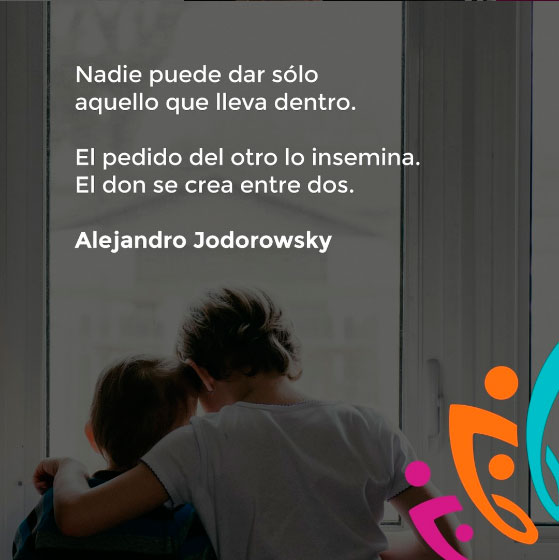 Nadie puede dar sólo
aquello que lleva dentro.
El pedido del otro lo insemina.
El don se crea entre dos.
Alejandro Jodorowsky